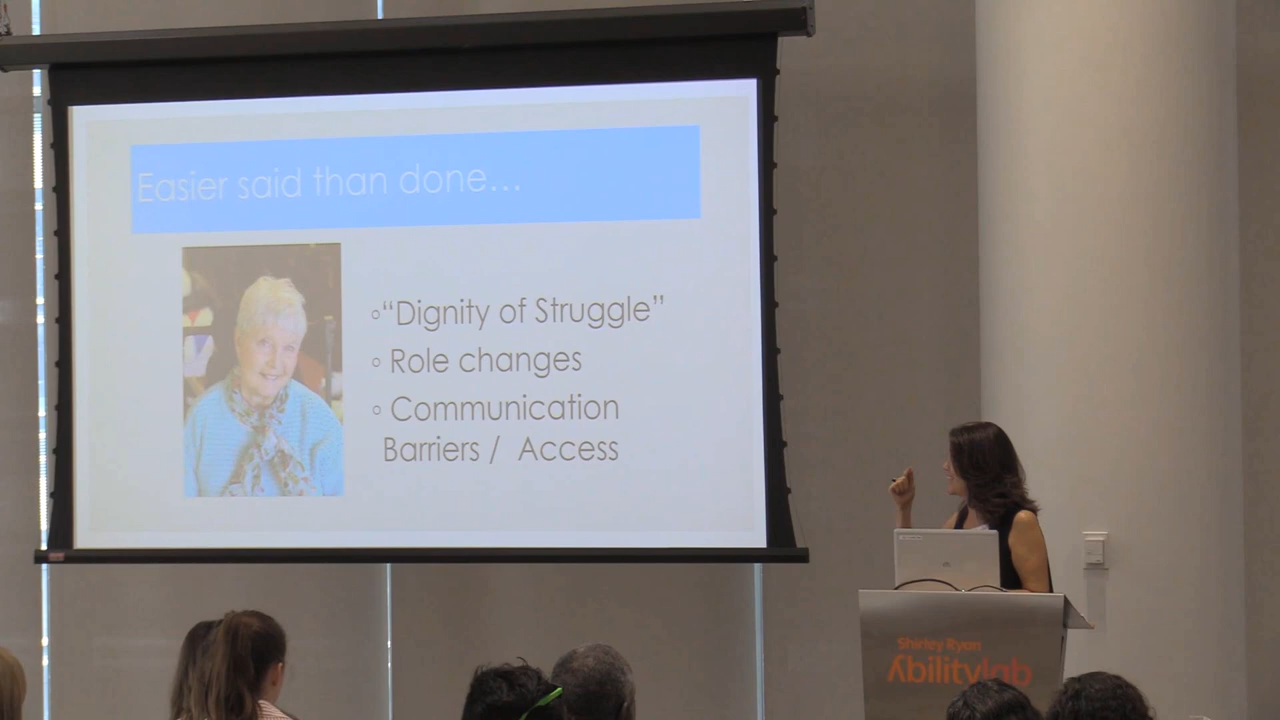 Easier said than done...
○“Dignity of Struggle”
○ Role changes
○ Communication
Barriers / Access
Shirley Ryan
Abilitylab